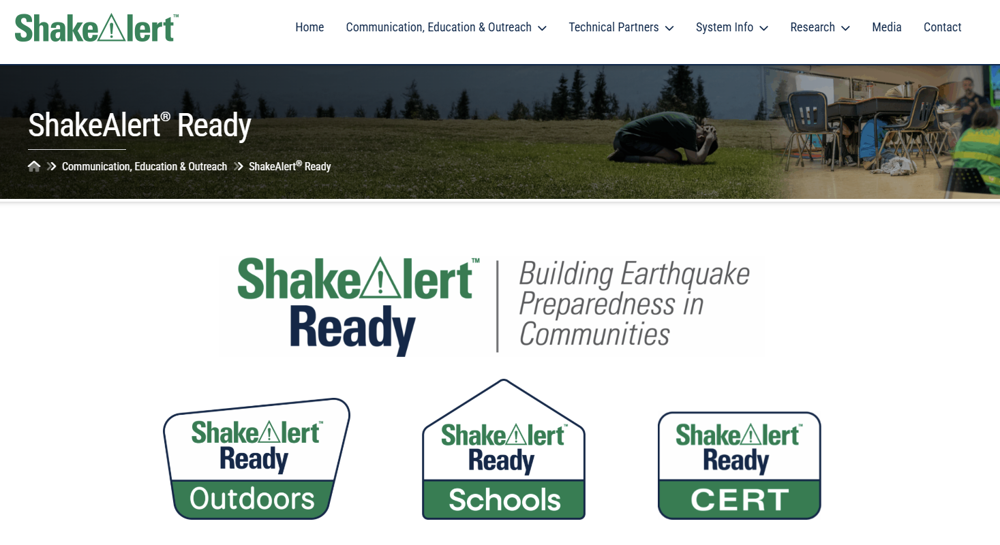 ShakeAlert™
Home Communication, Education & Outreach Technical Partners System Info Research Media Contact
ShakeAlert® Ready
Communication, Education & Outreach ShakeAlert® Ready
ShakeAlert™
Ready
Building Earthquake
Preparedness in
Communities
ShakeAlert™
Ready
Outdoors
ShakeAlert™
Ready
Schools
ShakeAlert™
Ready
CERT